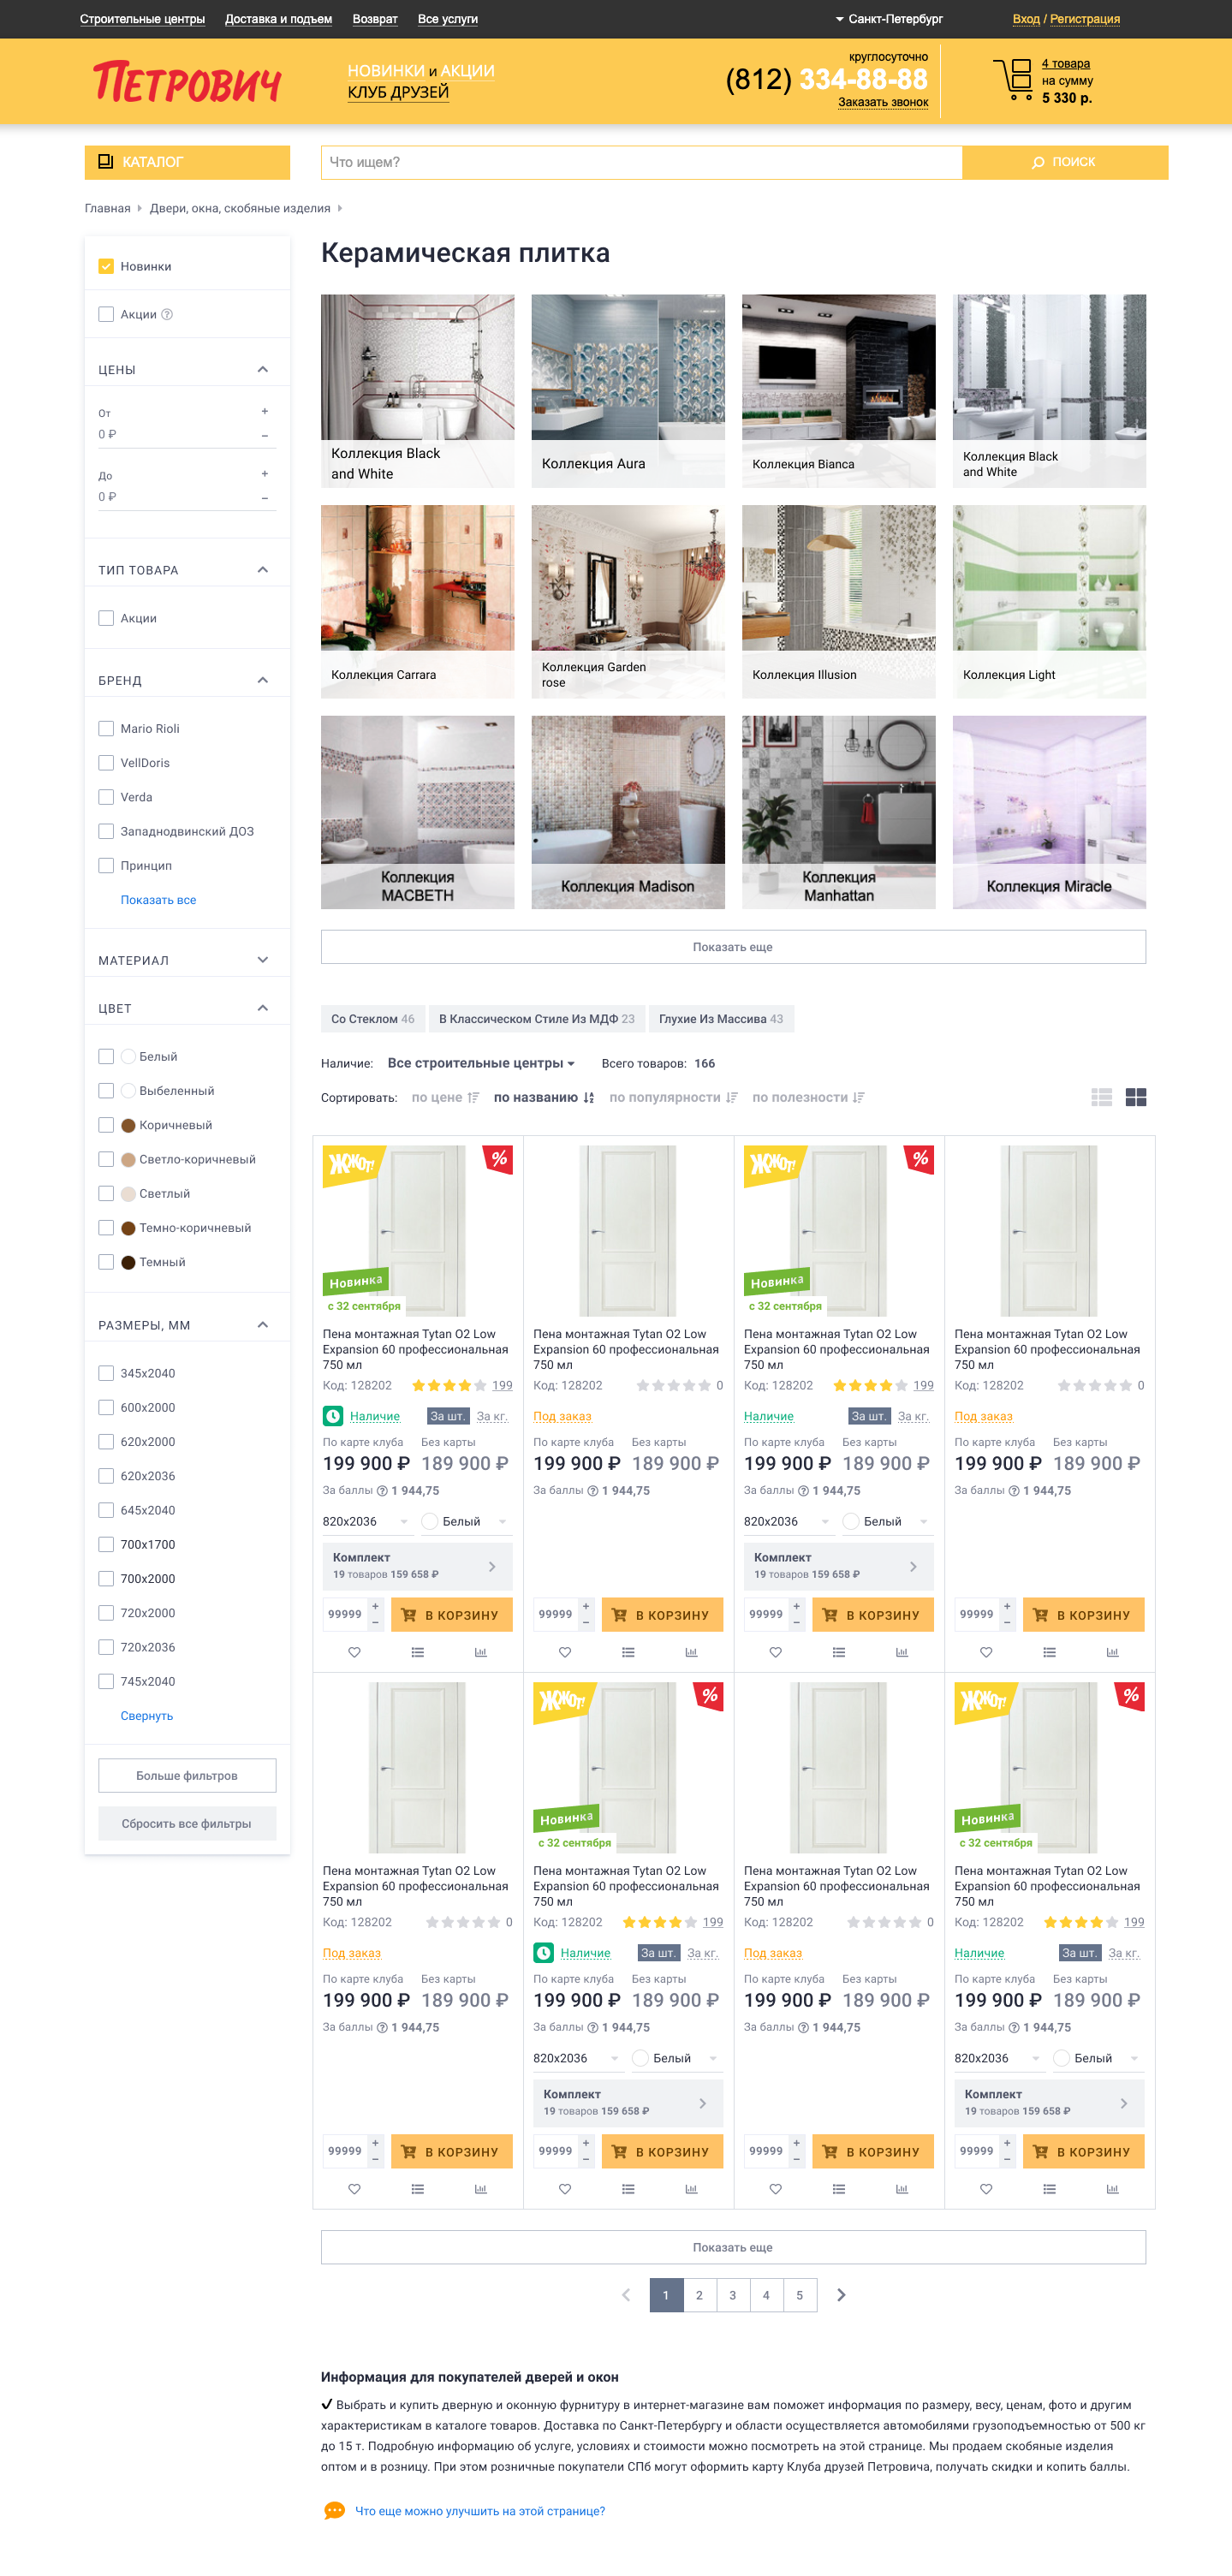 Строительные центры Доставка и подъем Возврат Все услуги Санкт-Петербург Вход / Регистрация
Петрович
НОВИНКИ и АКЦИИ
КЛУБ ДРУЗЕЙ
круглосуточно
(812) 334-88-88
Заказать звонок
4 товара
на сумму
5 330 р.
КАТАЛОГ
Что ищем?
ПОИСК
Главная Двери, окна, скобяные изделия
Новинки
Акции ?
ЦЕНЫ
От +
0 ₽ −
До +
0 ₽ −
ТИП ТОВАРА
Акции
БРЕНД
Mario Rioli
VellDoris
Verda
Западнодвинский ДОЗ
Принцип
Показать все
МАТЕРИАЛ
ЦВЕТ
Белый
Выбеленный
Коричневый
Светло-коричневый
Светлый
Темно-коричневый
Темный
РАЗМЕРЫ, ММ
345x2040
600x2000
620x2000
620x2036
645x2040
700x1700
700x2000
720x2000
720x2036
745x2040
Свернуть
Больше фильтров
Сбросить все фильтры
Керамическая плитка
Коллекция Black
and White
Коллекция Aura
Коллекция Bianca
Коллекция Black
and White
Коллекция Carrara
Коллекция Garden
rose
Коллекция Illusion
Коллекция Light
Коллекция
MACBETH
Коллекция Madison
Коллекция
Manhattan
Коллекция Miracle
Показать еще
Со Стеклом 46 В Классическом Стиле Из МДФ 23 Глухие Из Массива 43
Наличие: Все строительные центры Всего товаров: 166
Сортировать: по цене по названию по популярности по полезности
Жжот!
%
Новинка
с 32 сентября
Пена монтажная Tytan O2 Low
Expansion 60 профессиональная
750 мл
Код: 128202 199
Наличие За шт. За кг.
По карте клуба Без карты
199 900 ₽ 189 900 ₽
За баллы ? 1 944,75
820x2036 Белый
Комплект
19 товаров 159 658 ₽
99999 + − В КОРЗИНУ
Пена монтажная Tytan O2 Low
Expansion 60 профессиональная
750 мл
Код: 128202 0
Под заказ
По карте клуба Без карты
199 900 ₽ 189 900 ₽
За баллы ? 1 944,75
99999 + − В КОРЗИНУ
Жжот!
%
Новинка
с 32 сентября
Пена монтажная Tytan O2 Low
Expansion 60 профессиональная
750 мл
Код: 128202 199
Наличие За шт. За кг.
По карте клуба Без карты
199 900 ₽ 189 900 ₽
За баллы ? 1 944,75
820x2036 Белый
Комплект
19 товаров 159 658 ₽
99999 + − В КОРЗИНУ
Пена монтажная Tytan O2 Low
Expansion 60 профессиональная
750 мл
Код: 128202 0
Под заказ
По карте клуба Без карты
199 900 ₽ 189 900 ₽
За баллы ? 1 944,75
99999 + − В КОРЗИНУ
Пена монтажная Tytan O2 Low
Expansion 60 профессиональная
750 мл
Код: 128202 0
Под заказ
По карте клуба Без карты
199 900 ₽ 189 900 ₽
За баллы ? 1 944,75
99999 + − В КОРЗИНУ
Жжот!
%
Новинка
с 32 сентября
Пена монтажная Tytan O2 Low
Expansion 60 профессиональная
750 мл
Код: 128202 199
Наличие За шт. За кг.
По карте клуба Без карты
199 900 ₽ 189 900 ₽
За баллы ? 1 944,75
820x2036 Белый
Комплект
19 товаров 159 658 ₽
99999 + − В КОРЗИНУ
Пена монтажная Tytan O2 Low
Expansion 60 профессиональная
750 мл
Код: 128202 0
Под заказ
По карте клуба Без карты
199 900 ₽ 189 900 ₽
За баллы ? 1 944,75
99999 + − В КОРЗИНУ
Жжот!
%
Новинка
с 32 сентября
Пена монтажная Tytan O2 Low
Expansion 60 профессиональная
750 мл
Код: 128202 199
Наличие За шт. За кг.
По карте клуба Без карты
199 900 ₽ 189 900 ₽
За баллы ? 1 944,75
820x2036 Белый
Комплект
19 товаров 159 658 ₽
99999 + − В КОРЗИНУ
Показать еще
1 2 3 4 5
Информация для покупателей дверей и окон
✔ Выбрать и купить дверную и оконную фурнитуру в интернет-магазине вам поможет информация по размеру, весу, ценам, фото и другим
характеристикам в каталоге товаров. Доставка по Санкт-Петербургу и области осуществляется автомобилями грузоподъемностью от 500 кг
до 15 т. Подробную информацию об услуге, условиях и стоимости можно посмотреть на этой странице. Мы продаем скобяные изделия
оптом и в розницу. При этом розничные покупатели СПб могут оформить карту Клуба друзей Петровича, получать скидки и копить баллы.
Что еще можно улучшить на этой странице?